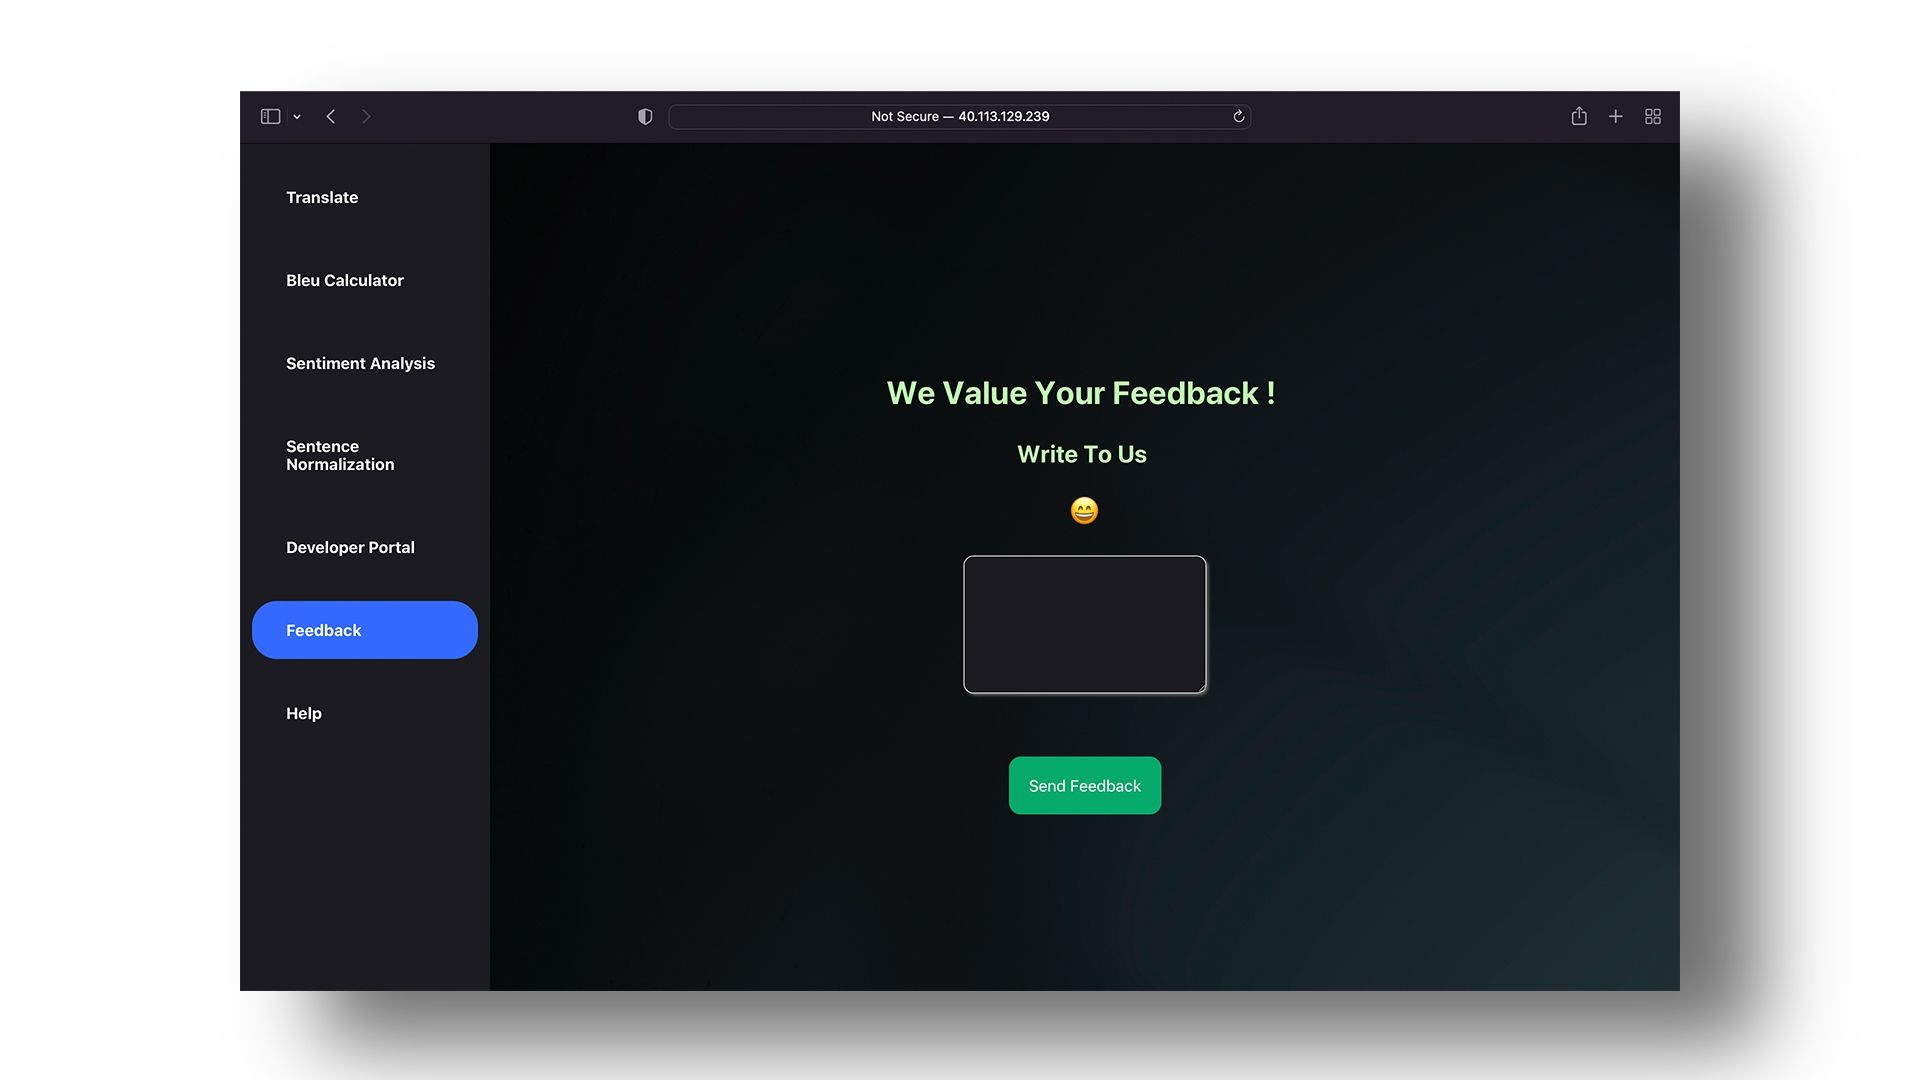 Not Secure — 40.113.129.239
Translate
Bleu Calculator
Sentiment Analysis
Sentence
Normalization
Developer Portal
Feedback
Help
We Value Your Feedback !
Write To Us
😄
Send Feedback